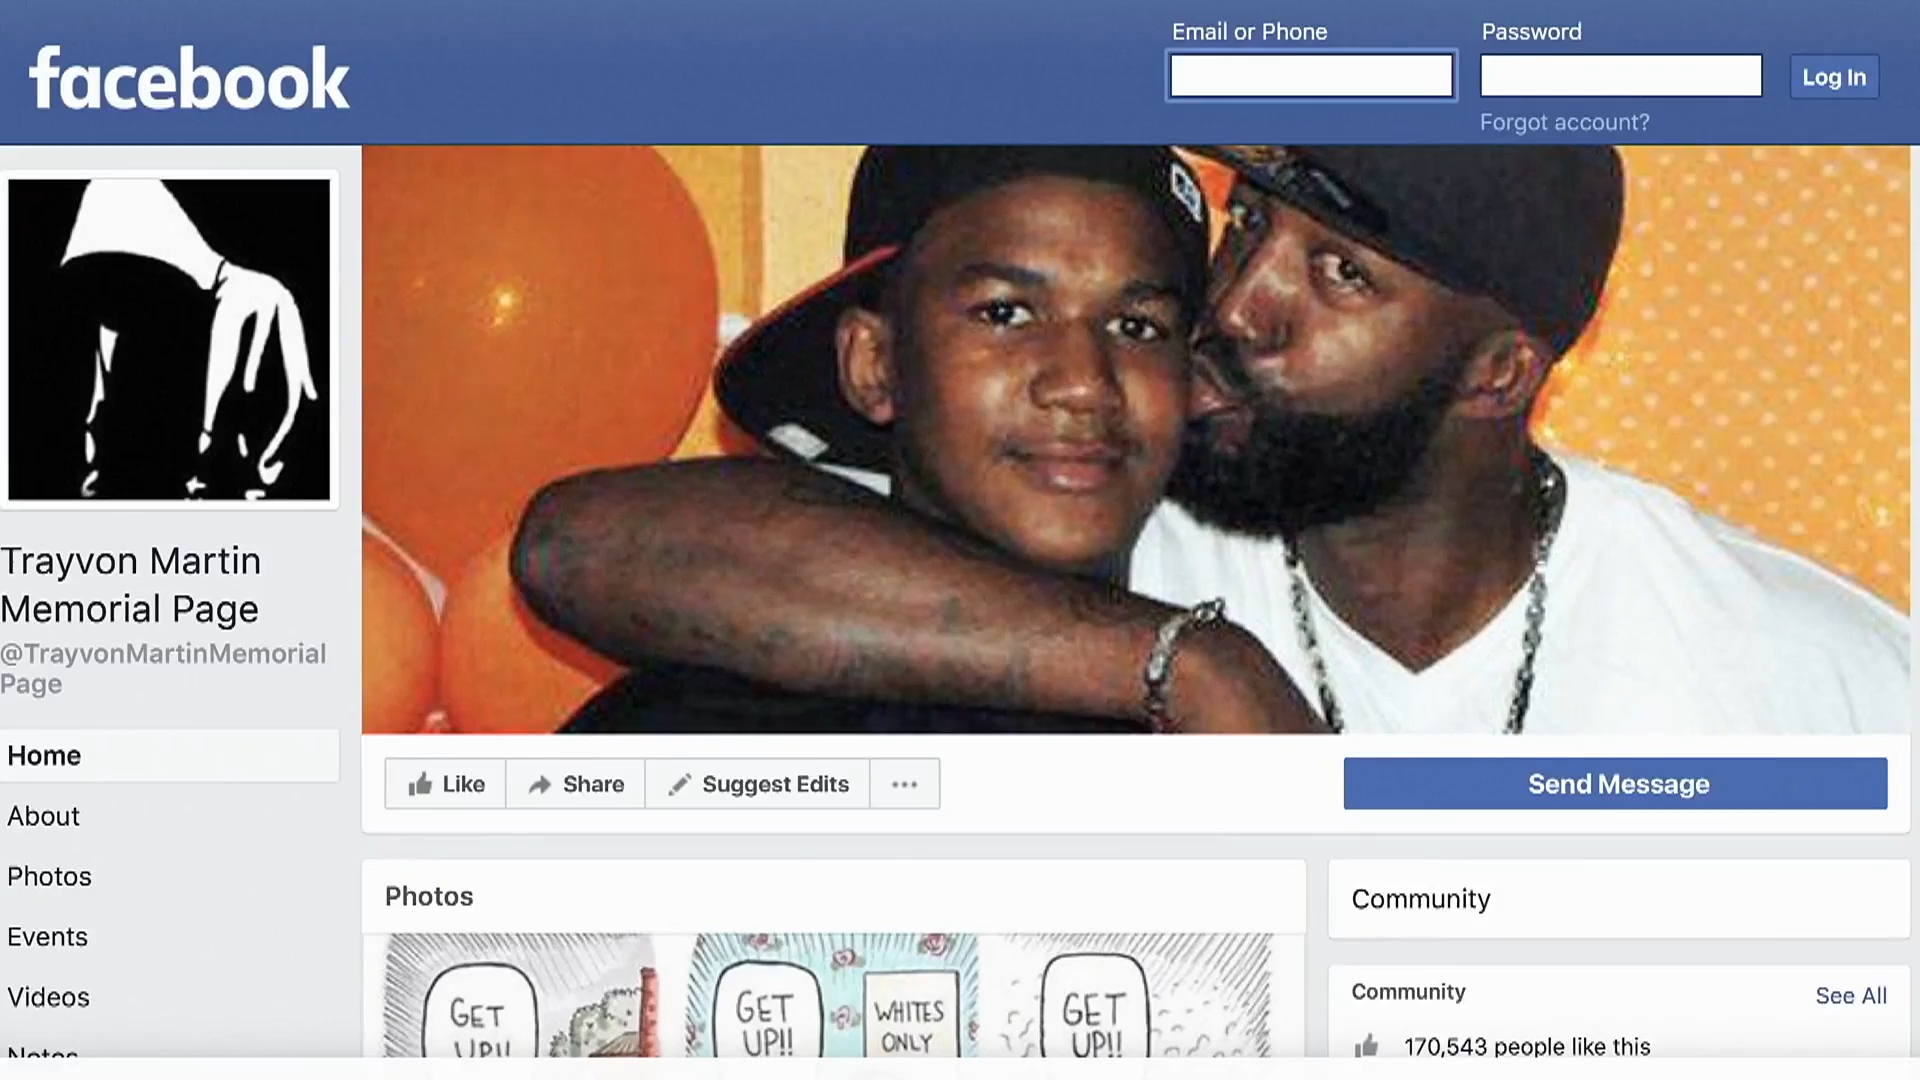 facebook
Email or Phone
Password
Log In
Forgot account?
Trayvon Martin
Memorial Page
@TrayvonMartinMemorial
Page
Home
About
Photos
Events
Videos
Notes
Like
Share
Suggest Edits
Send Message
Photos
GET
UP!!
GET
UP!!
WHITES
ONLY
GET
UP!!
Community
Community
See All
170,543 people like this